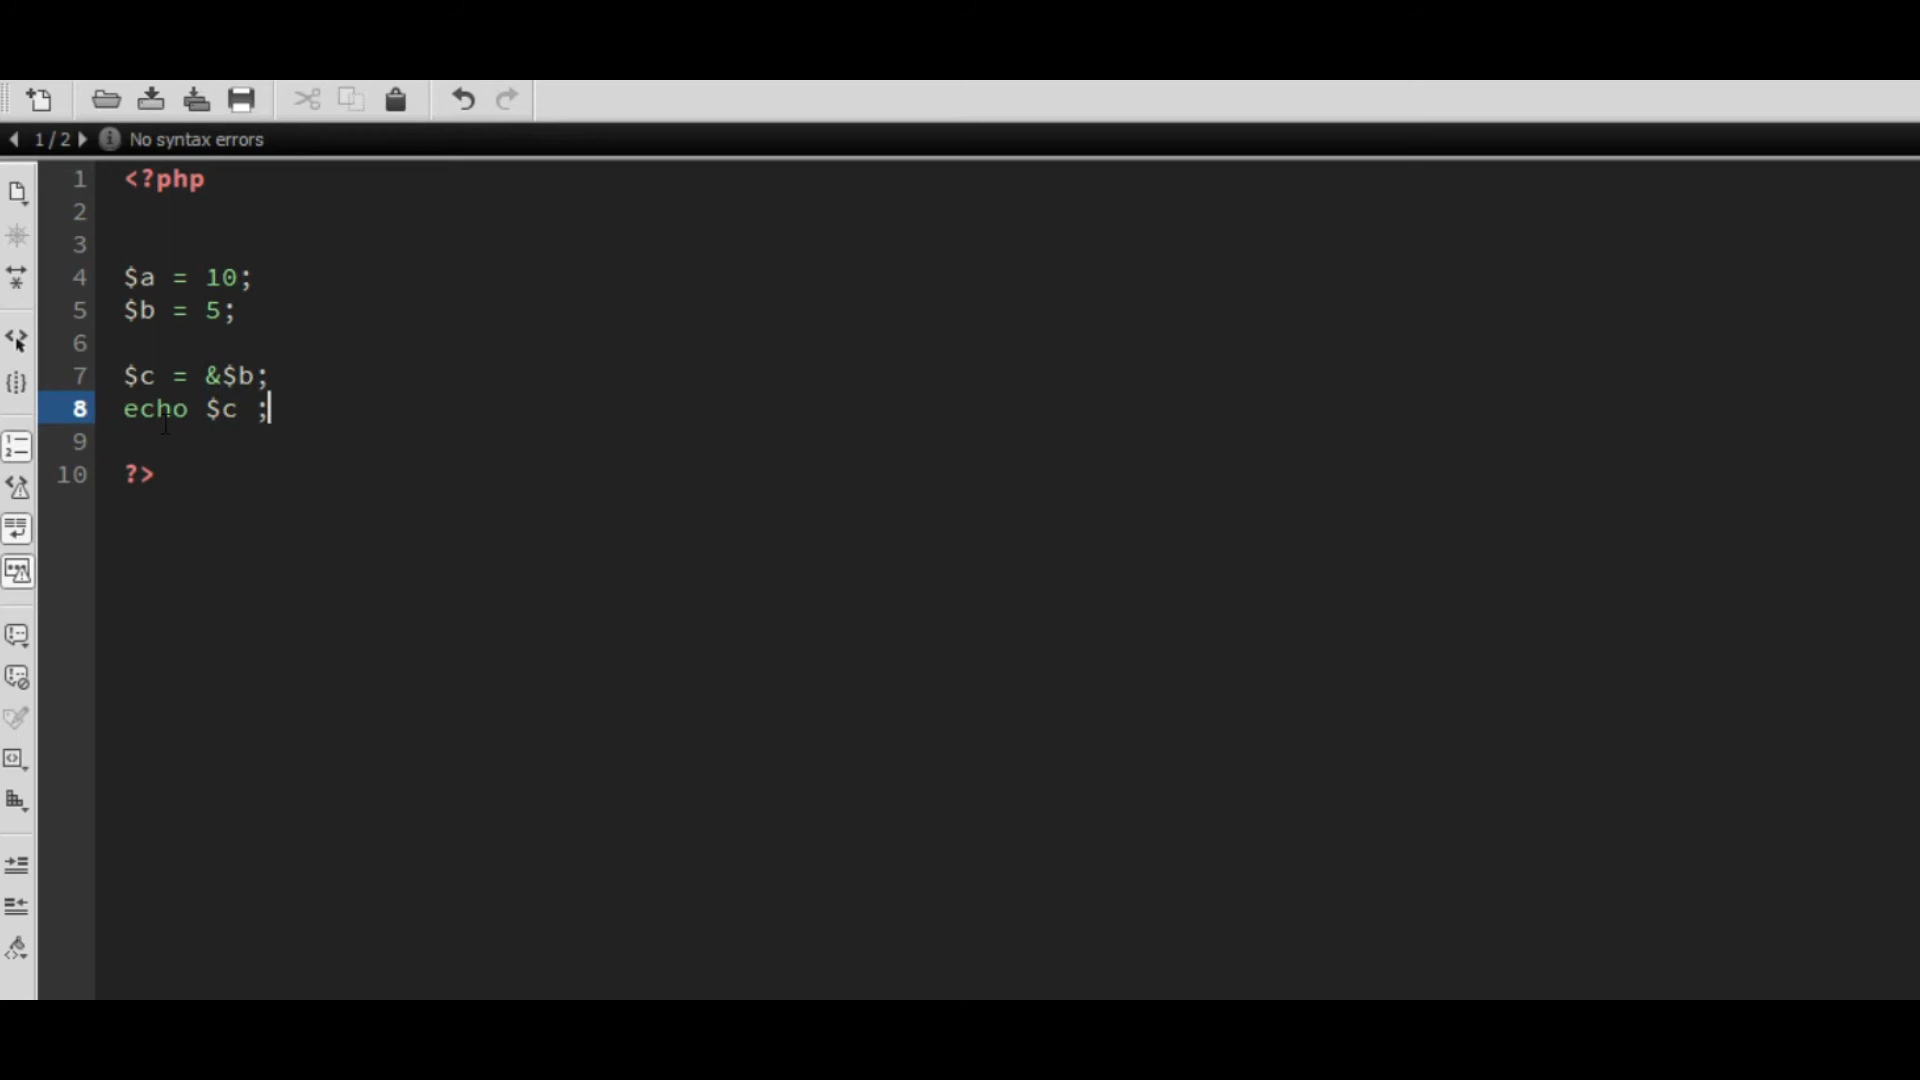 1 / 2 No syntax errors
1 <?php
2
3
4 $a = 10;
5 $b = 5;
6
7 $c = &$b;
8 echo $c ;
9
10 ?>